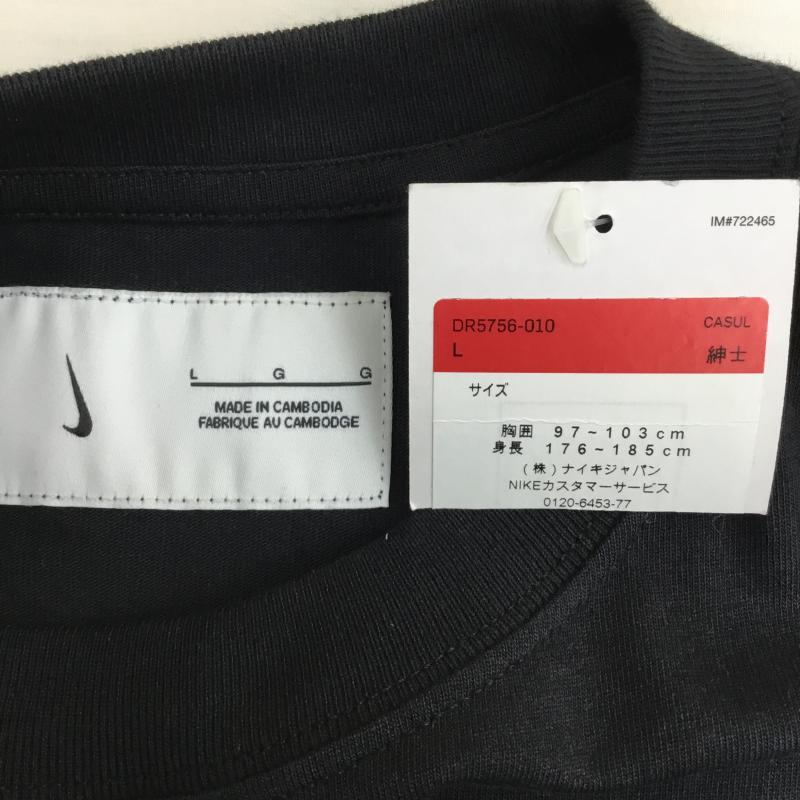 L G G
MADE IN CAMBODIA
FABRIQUE AU CAMBODGE
IM#722465
DR5756-010 CASUL
L 紳士
サイズ
胸囲 97~103cm
身長 176~185cm
(株)ナイキジャパン
NIKEカスタマーサービス
0120-6453-77